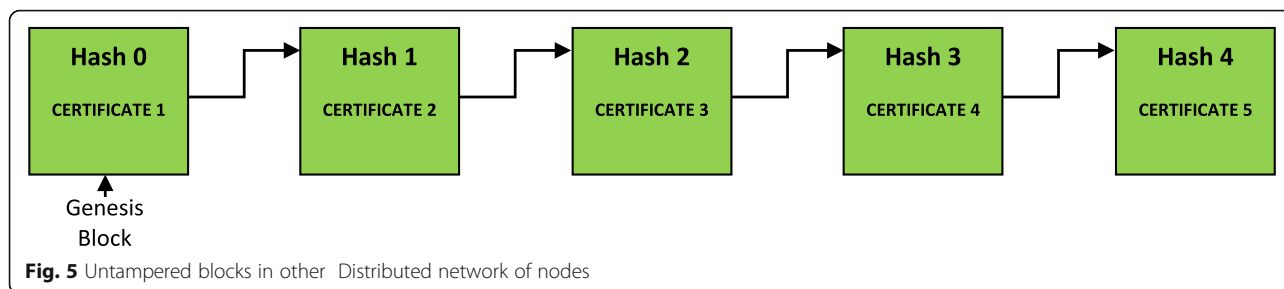 Hash 0
CERTIFICATE 1
Hash 1
CERTIFICATE 2
Hash 2
CERTIFICATE 3
Hash 3
CERTIFICATE 4
Hash 4
CERTIFICATE 5
Genesis
Block
Fig. 5 Untampered blocks in other Distributed network of nodes